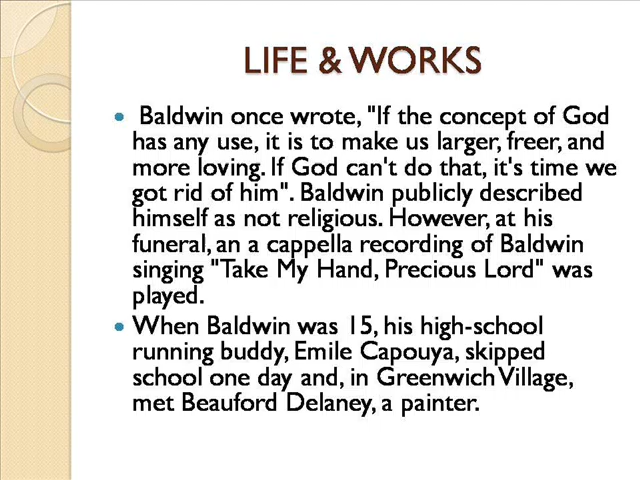 LIFE & WORKS
Baldwin once wrote, "If the concept of God
has any use, it is to make us larger, freer, and
more loving. If God can't do that, it's time we
got rid of him". Baldwin publicly described
himself as not religious. However, at his
funeral, an a cappella recording of Baldwin
singing "Take My Hand, Precious Lord" was
played.
When Baldwin was 15, his high-school
running buddy, Emile Capouya, skipped
school one day and, in Greenwich Village,
met Beauford Delaney, a painter.